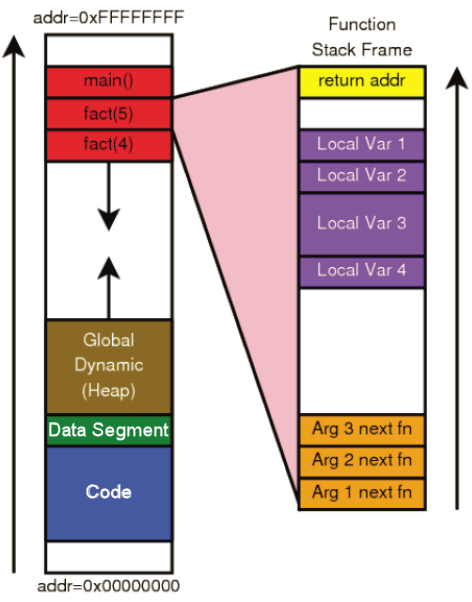 addr=0xFFFFFFFF
main()
fact(5)
fact(4)
Global
Dynamic
(Heap)
Data Segment
Code
addr=0x00000000
Function
Stack Frame
return addr
Local Var 1
Local Var 2
Local Var 3
Local Var 4
Arg 3 next fn
Arg 2 next fn
Arg 1 next fn